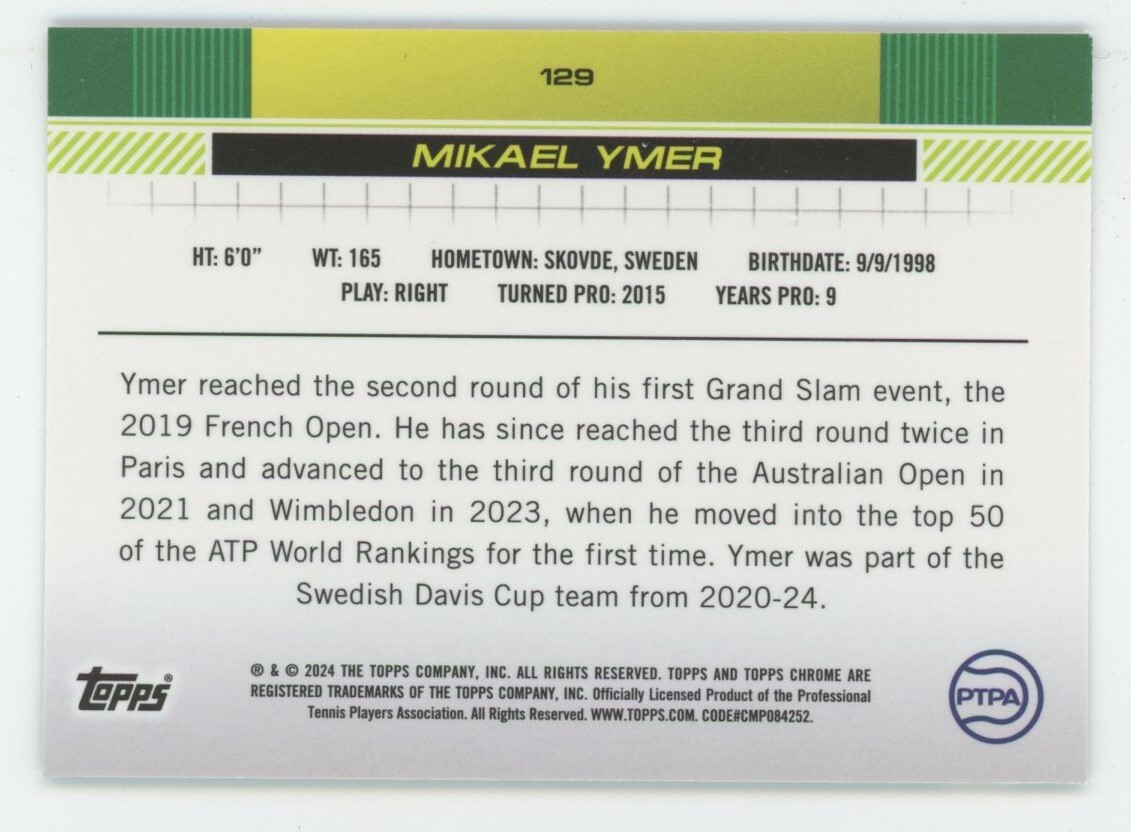 129
MIKAEL YMER
HT: 6'0" WT: 165 HOMETOWN: SKOVDE, SWEDEN BIRTHDATE: 9/9/1998
PLAY: RIGHT TURNED PRO: 2015 YEARS PRO: 9
Ymer reached the second round of his first Grand Slam event, the
2019 French Open. He has since reached the third round twice in
Paris and advanced to the third round of the Australian Open in
2021 and Wimbledon in 2023, when he moved into the top 50
of the ATP World Rankings for the first time. Ymer was part of the
Swedish Davis Cup team from 2020-24.
Topps®
® & © 2024 THE TOPPS COMPANY, INC. ALL RIGHTS RESERVED. TOPPS AND TOPPS CHROME ARE
REGISTERED TRADEMARKS OF THE TOPPS COMPANY, INC. Officially Licensed Product of the Professional
Tennis Players Association. All Rights Reserved. WWW.TOPPS.COM. CODE#CMP084252.
PTPA